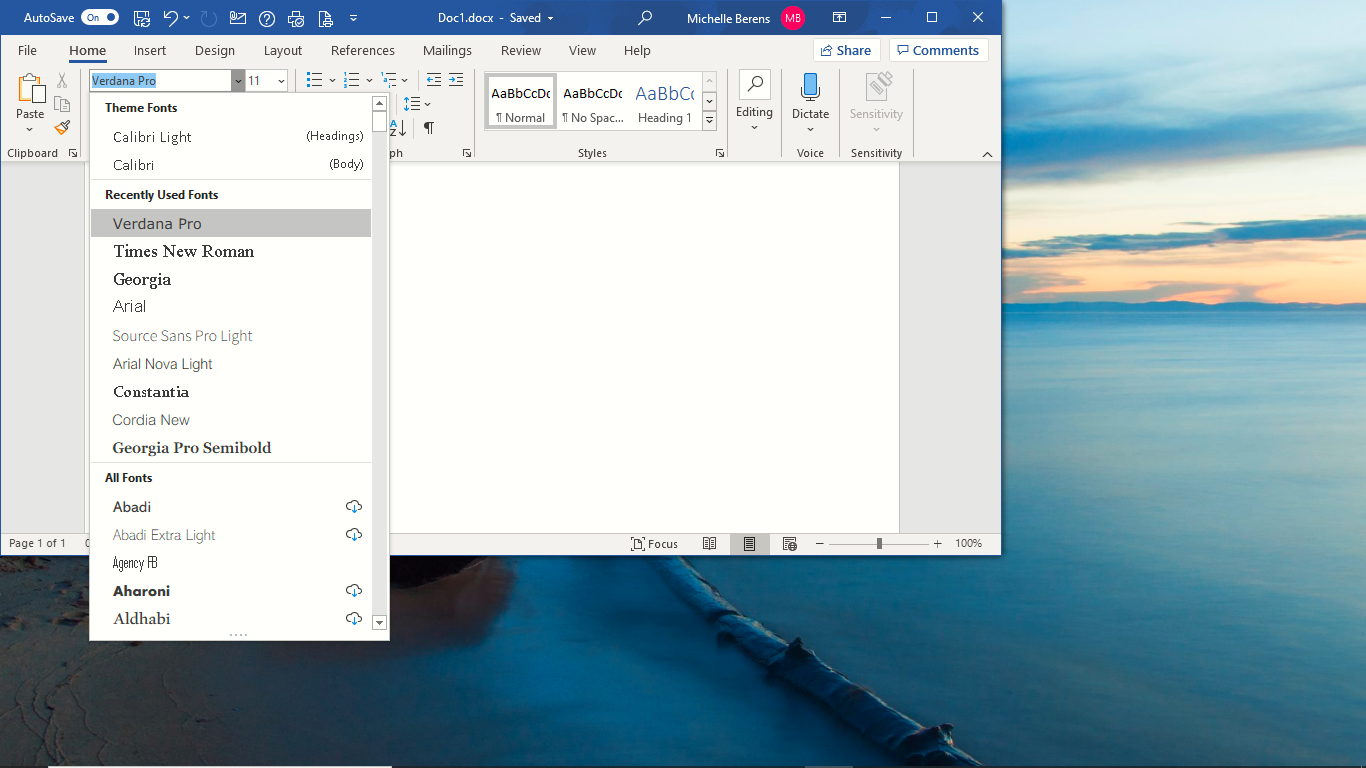 AutoSave On Doc1.docx - Saved Michelle Berens MB
File Home Insert Design Layout References Mailings Review View Help Share Comments
Verdana Pro 11
Paste
Clipboard
A
Z
ph
AaBbCcDc AaBbCcDc AaBbCc
¶ Normal ¶ No Spac... Heading 1
Styles
Editing
Dictate
Voice
Sensitivity
Sensitivity
Theme Fonts
Calibri Light (Headings)
Calibri (Body)
Recently Used Fonts
Verdana Pro
Times New Roman
Georgia
Arial
Source Sans Pro Light
Arial Nova Light
Constantia
Cordia New
Georgia Pro Semibold
All Fonts
Abadi
Abadi Extra Light
Agency FB
Aharoni
Aldhabi
Page 1 of 1 Focus 100%